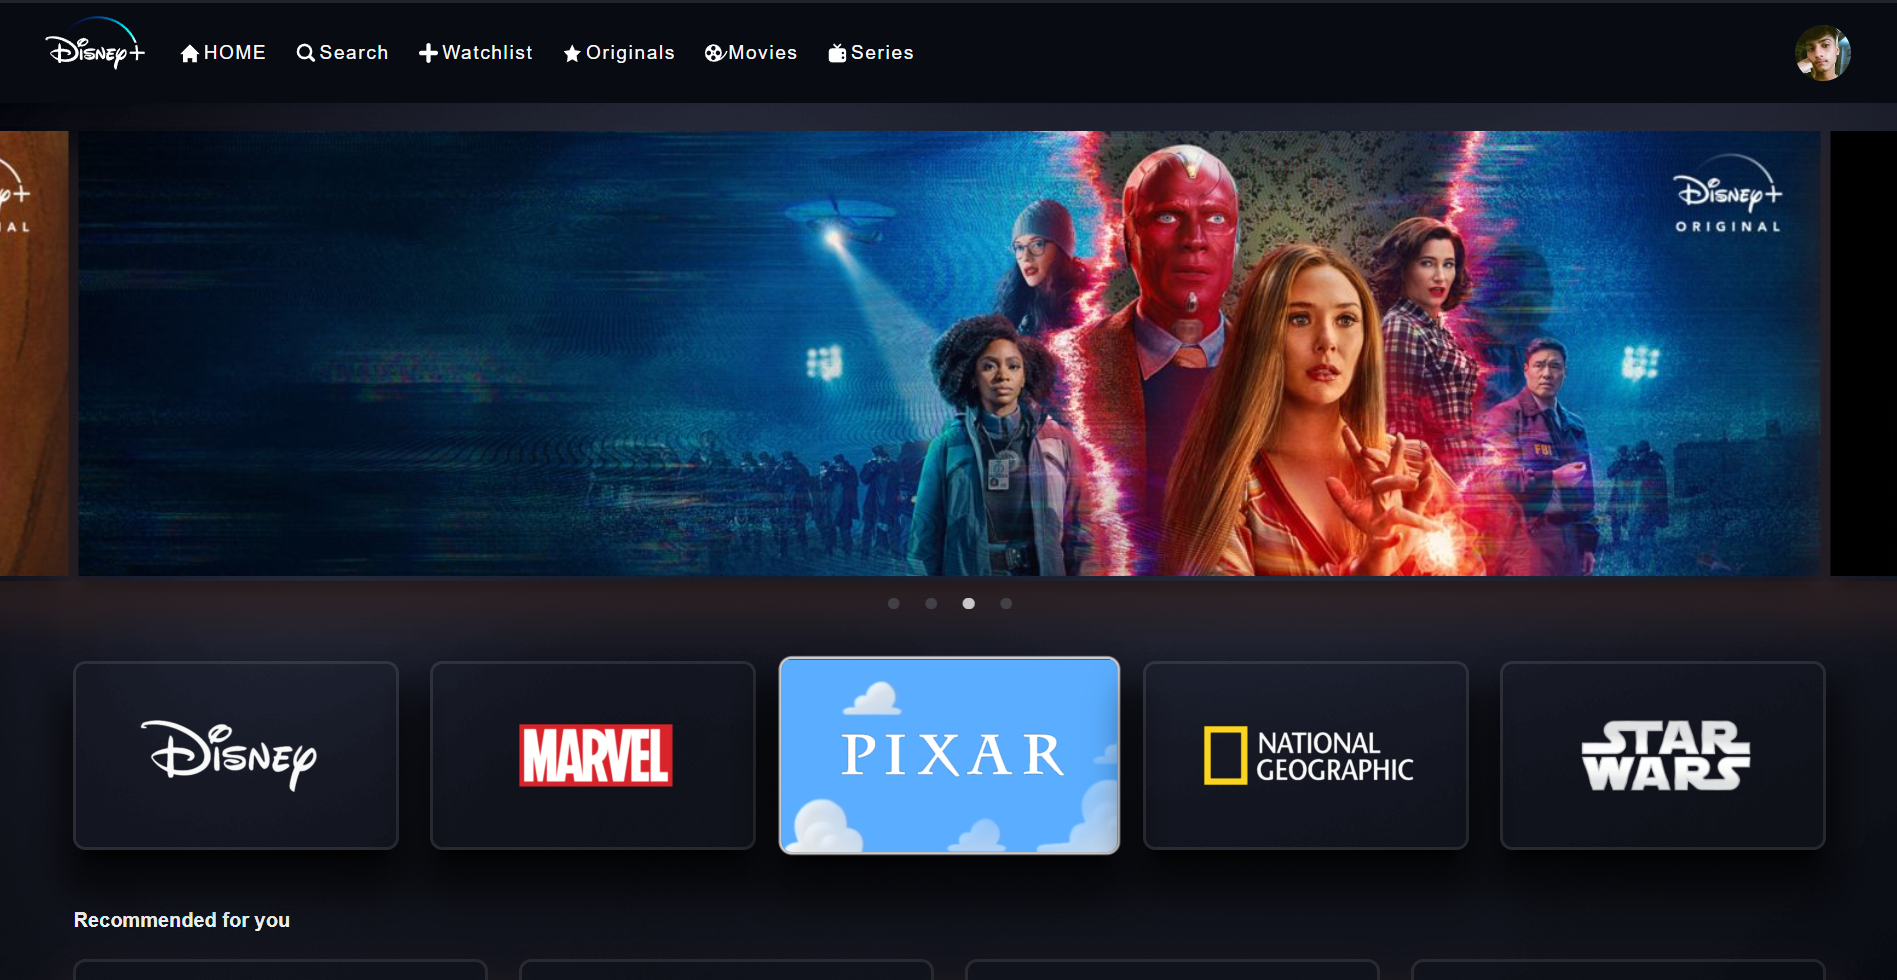 Disney+
HOME
Search
Watchlist
Originals
Movies
Series
Disney+
ORIGINAL
FBI
Disney
MARVEL
PIXAR
NATIONAL
GEOGRAPHIC
STAR
WARS
Recommended for you